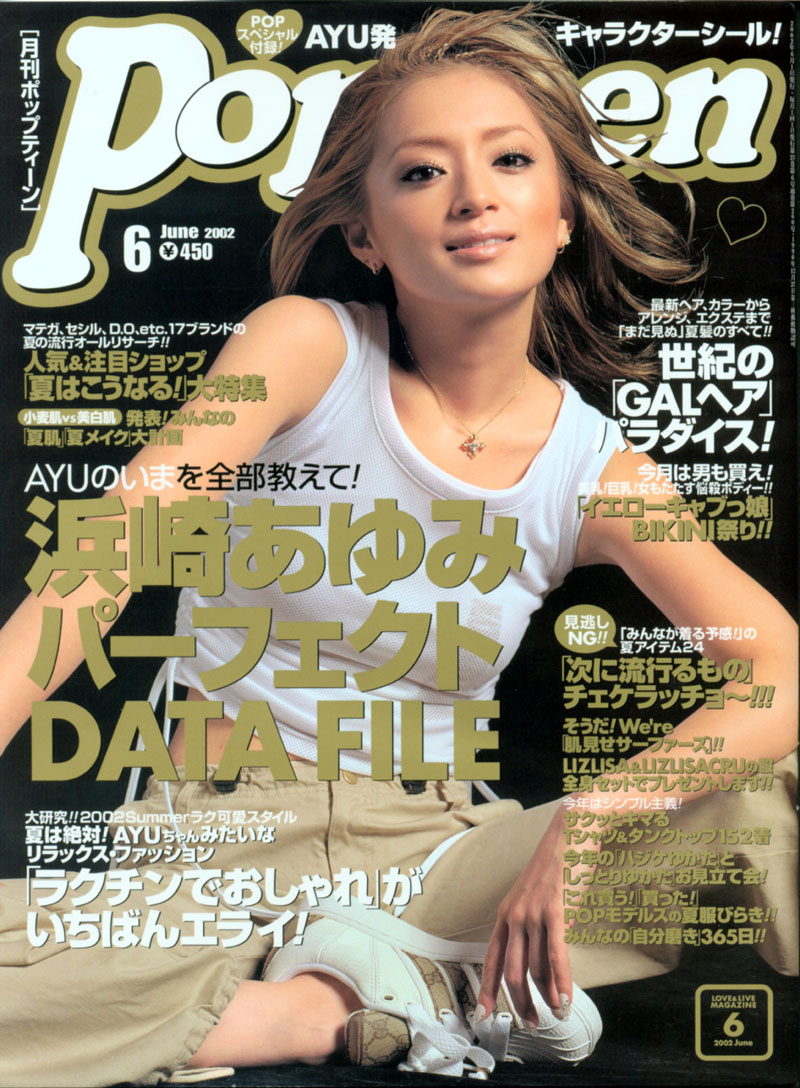 POP
スペシャル
付録!
AYU発
キャラクターシール!
[月刊ポップティーン]
Popteen
6 June 2002
¥450
マテガ、セシル、D.O.etc.17ブランドの
夏の流行オールリサーチ!!
人気&注目ショップ
「夏はこうなる!」大特集
小麦肌vs美白肌 発表!みんなの
「夏肌」「夏メイク」大計画
AYUのいまを全部教えて!
浜崎あゆみ
パーフェクト
DATA FILE
大研究!!2002Summerラク可愛スタイル
夏は絶対!AYUちゃんみたいな
リラックス・ファッション
「ラクチンでおしゃれ」が
いちばんエライ!
最新ヘア、カラーから
アレンジ、エクステまで
「まだ見ぬ」夏髪のすべて!!
世紀の
「GALヘア」
パラダイス!
今月は男も買え!
美乳!巨乳!女もたたす悩殺ボディー!!
「イエローキャブっ娘」
BIKINI祭り!!
見逃し
NG!!
「みんなが着る予感!」の
夏アイテム24
「次に流行るもの」
チェケラッチョ〜!!!
そうだ!We're
「肌見せサーファーズ」!!
LIZLISA&LIZLISACRUの服
全身セットでプレゼントします!!
今年はシンプル主義!
サクッとキマる
Tシャツ&タンクトップ152着
今年の「ハジケゆかた」と
「しっとりゆかた」お見立て会!
「これ買う!」「買った!」
POPモデルズの夏服びらき!!
みんなの「自分磨き」365日!!
LOVE&LIVE
MAGAZINE
6
2002 June